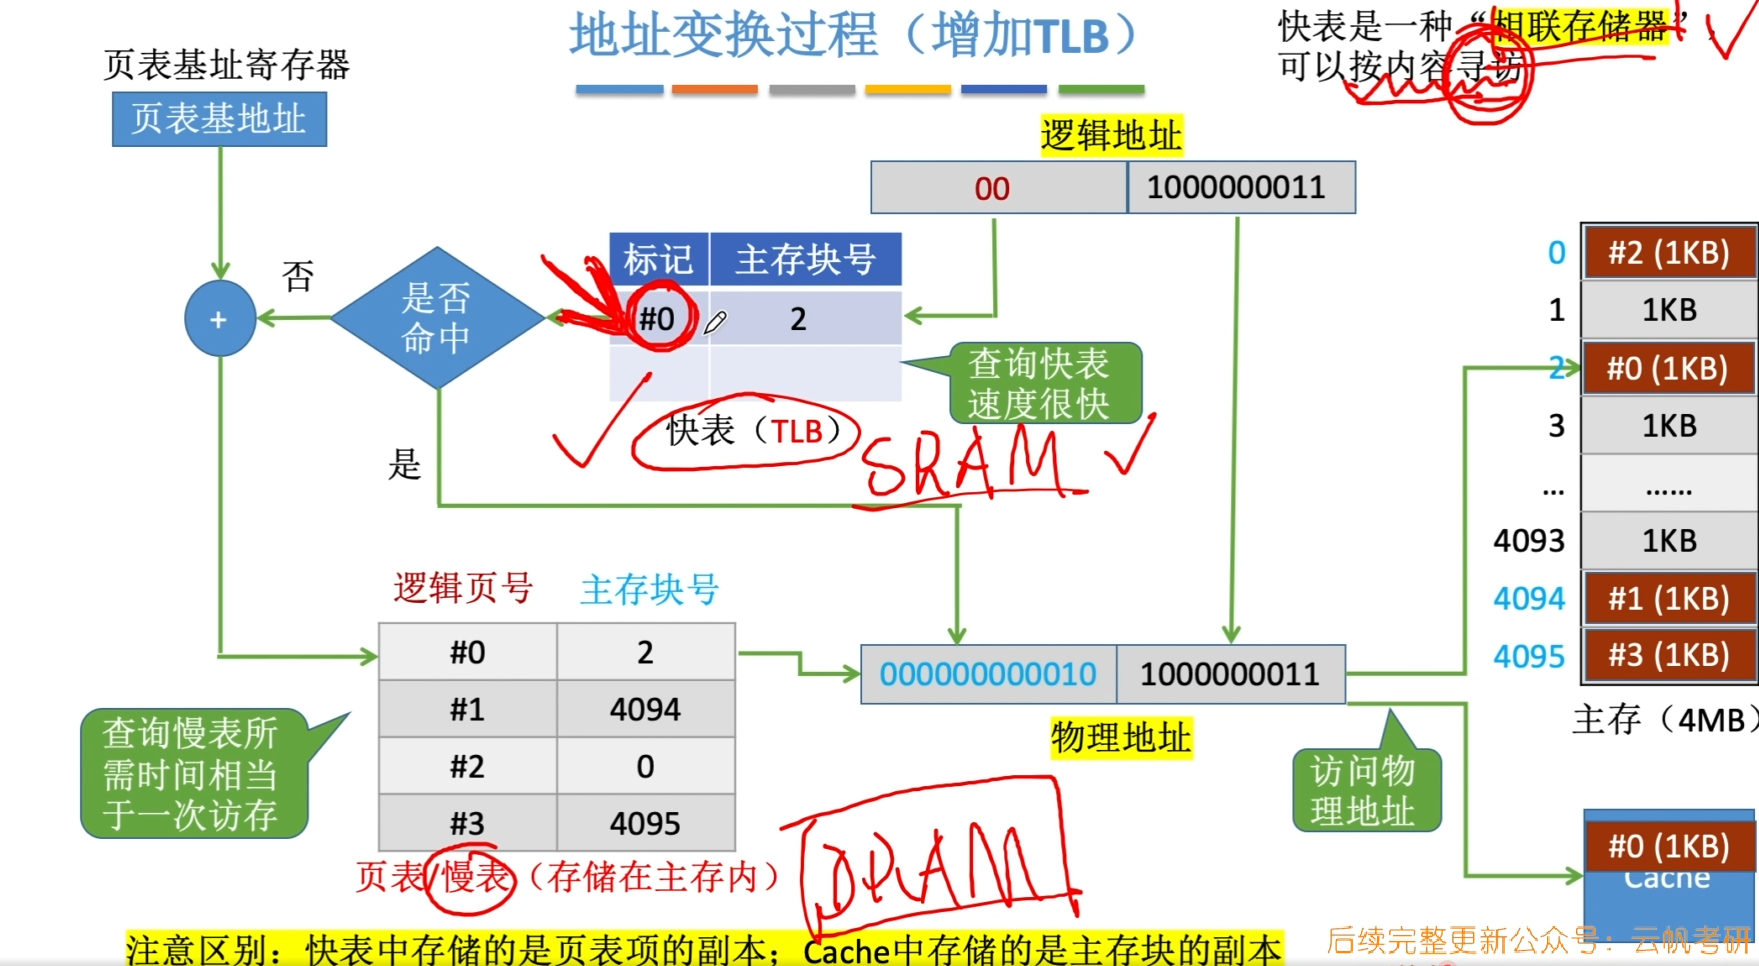 地址变换过程（增加TLB）
快表是一种“相联存储器”，
可以按内容寻访
页表基址寄存器
页表基地址
逻辑地址
00 1000000011
否
+
是否
命中
标记 主存块号
#0 2
查询快表
速度很快
快表（TLB）
SRAM
是
0 #2 (1KB)
1 1KB
2 #0 (1KB)
3 1KB
... ......
4093 1KB
4094 #1 (1KB)
4095 #3 (1KB)
主存（4MB）
逻辑页号 主存块号
#0 2
#1 4094
#2 0
#3 4095
页表/慢表（存储在主存内）
查询慢表所
需时间相当
于一次访存
000000000010 1000000011
物理地址
DRAM
访问物
理地址
#0 (1KB)
Cache
注意区别：快表中存储的是页表项的副本；Cache中存储的是主存块的副本
后续完整更新公众号：云帆考研